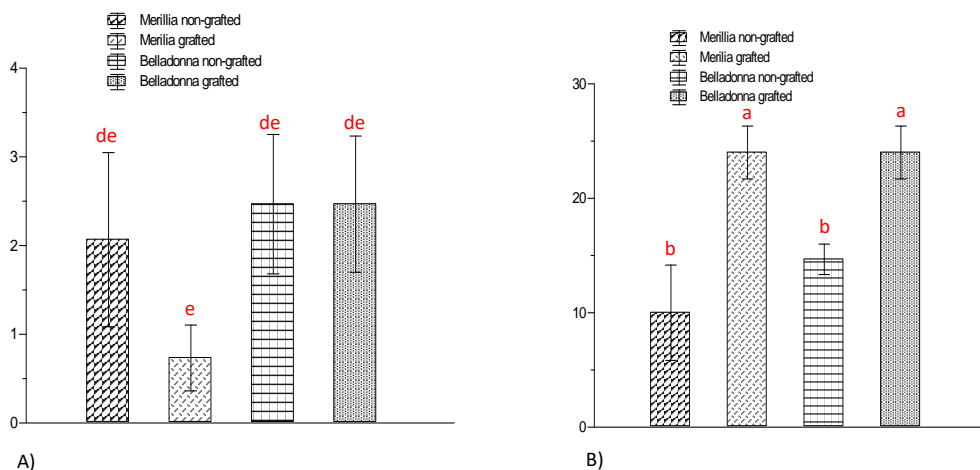 Merillia non-grafted
Merilia grafted
Belladonna non-grafted
Belladonna grafted
4
3
2
1
0
de
e
de
de
A)
Merillia non-grafted
Merilia grafted
Belladonna non-grafted
Belladonna grafted
30
20
10
0
b
a
b
a
B)